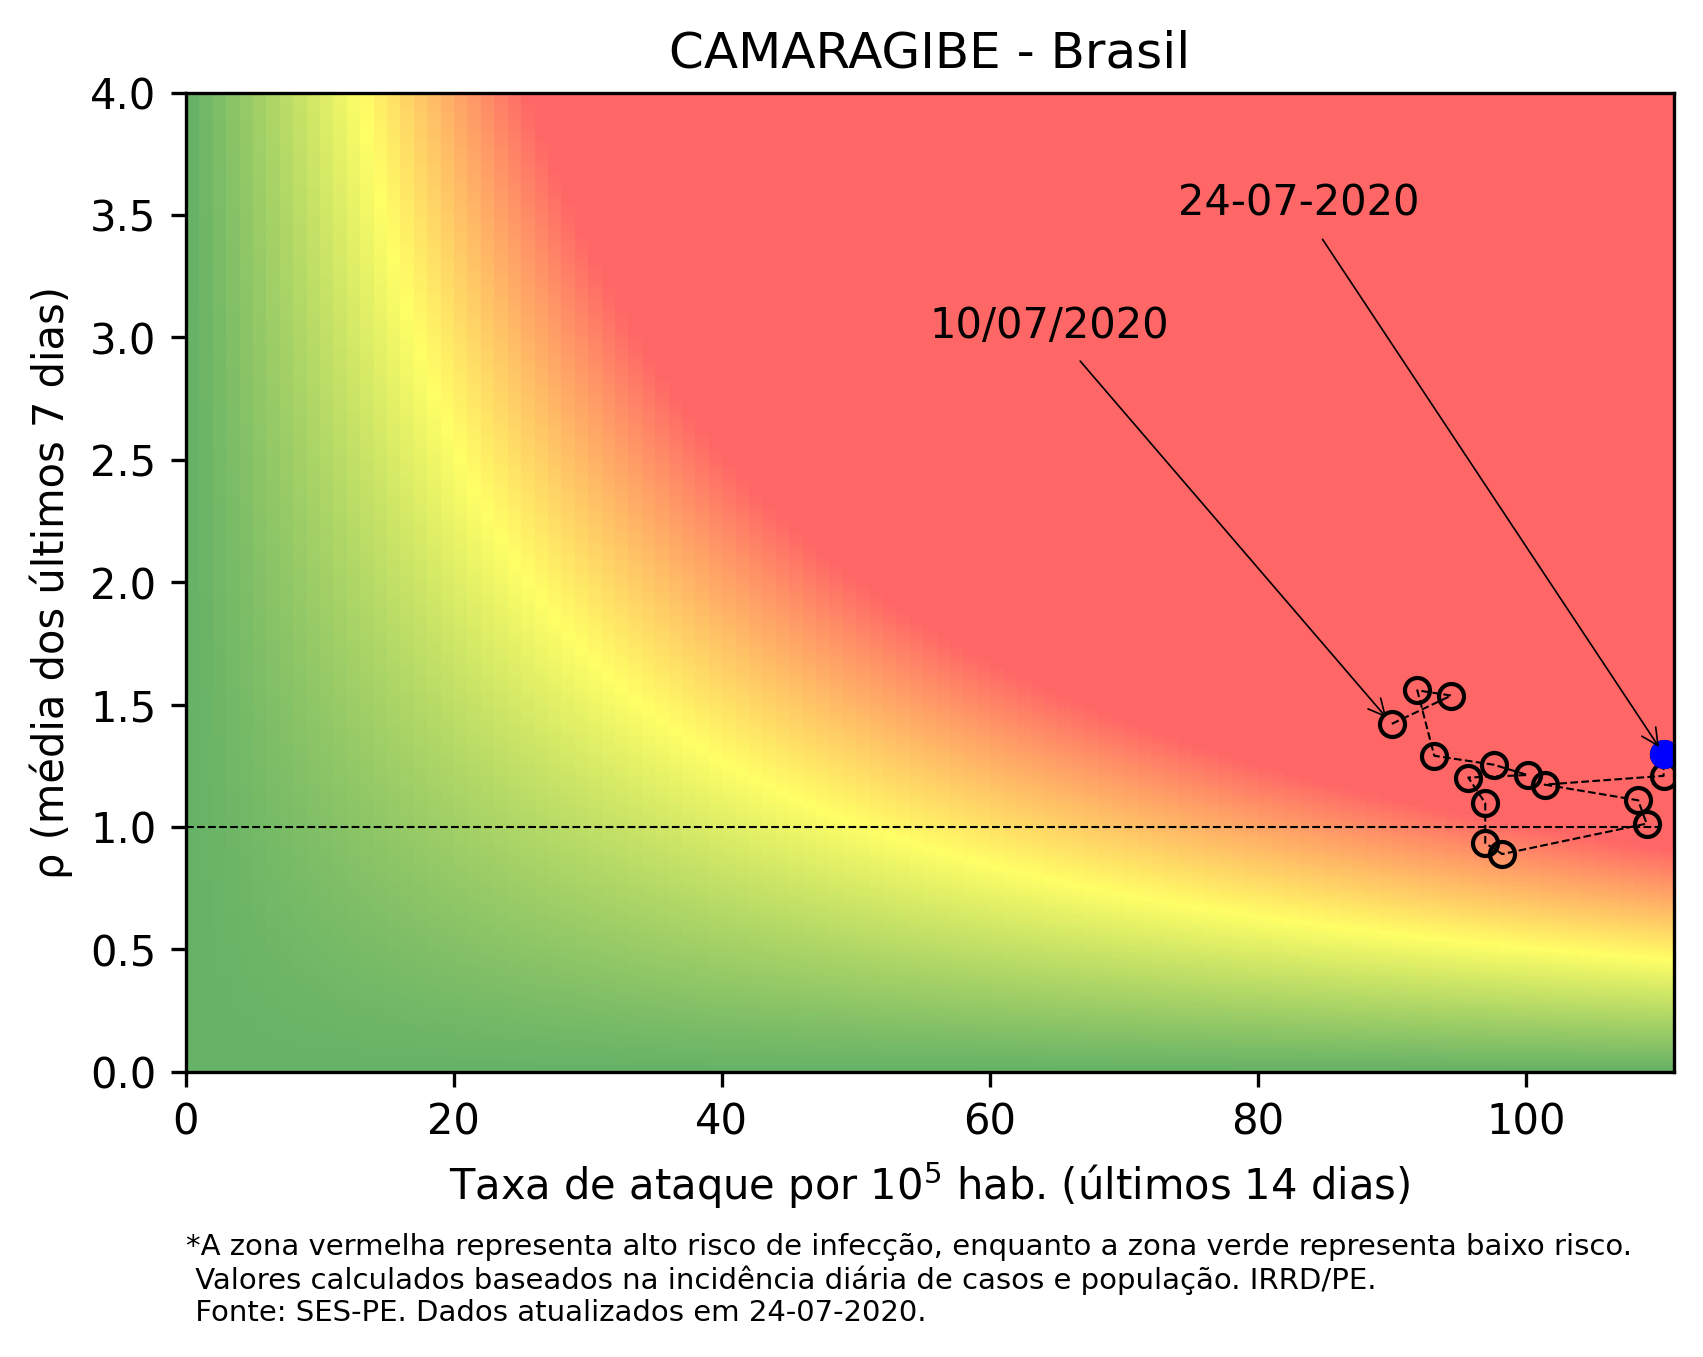 CAMARAGIBE - Brasil
4.0
3.5
3.0
2.5
2.0
1.5
1.0
0.5
0.0
ρ (média dos últimos 7 dias)
24-07-2020
10/07/2020
0 20 40 60 80 100
Taxa de ataque por 10⁵ hab. (últimos 14 dias)
*A zona vermelha representa alto risco de infecção, enquanto a zona verde representa baixo risco.
Valores calculados baseados na incidência diária de casos e população. IRRD/PE.
Fonte: SES-PE. Dados atualizados em 24-07-2020.